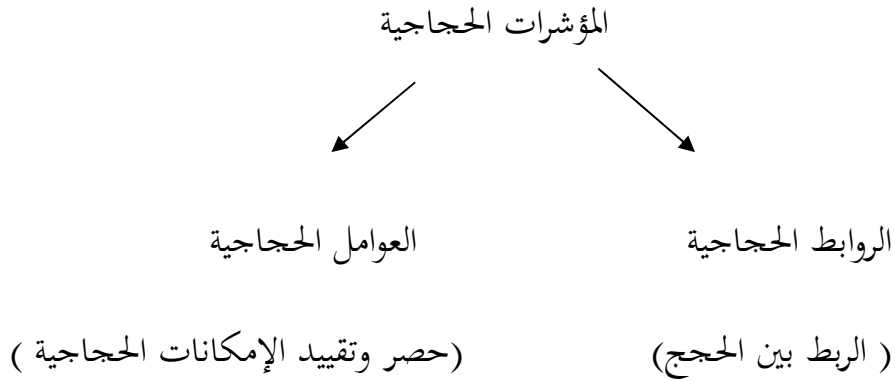 المؤشرات الحجاجية
الروابط الحجاجية
العوامل الحجاجية
( الربط بين الحجج)
(حصر وتقييد الإمكانات الحجاجية )